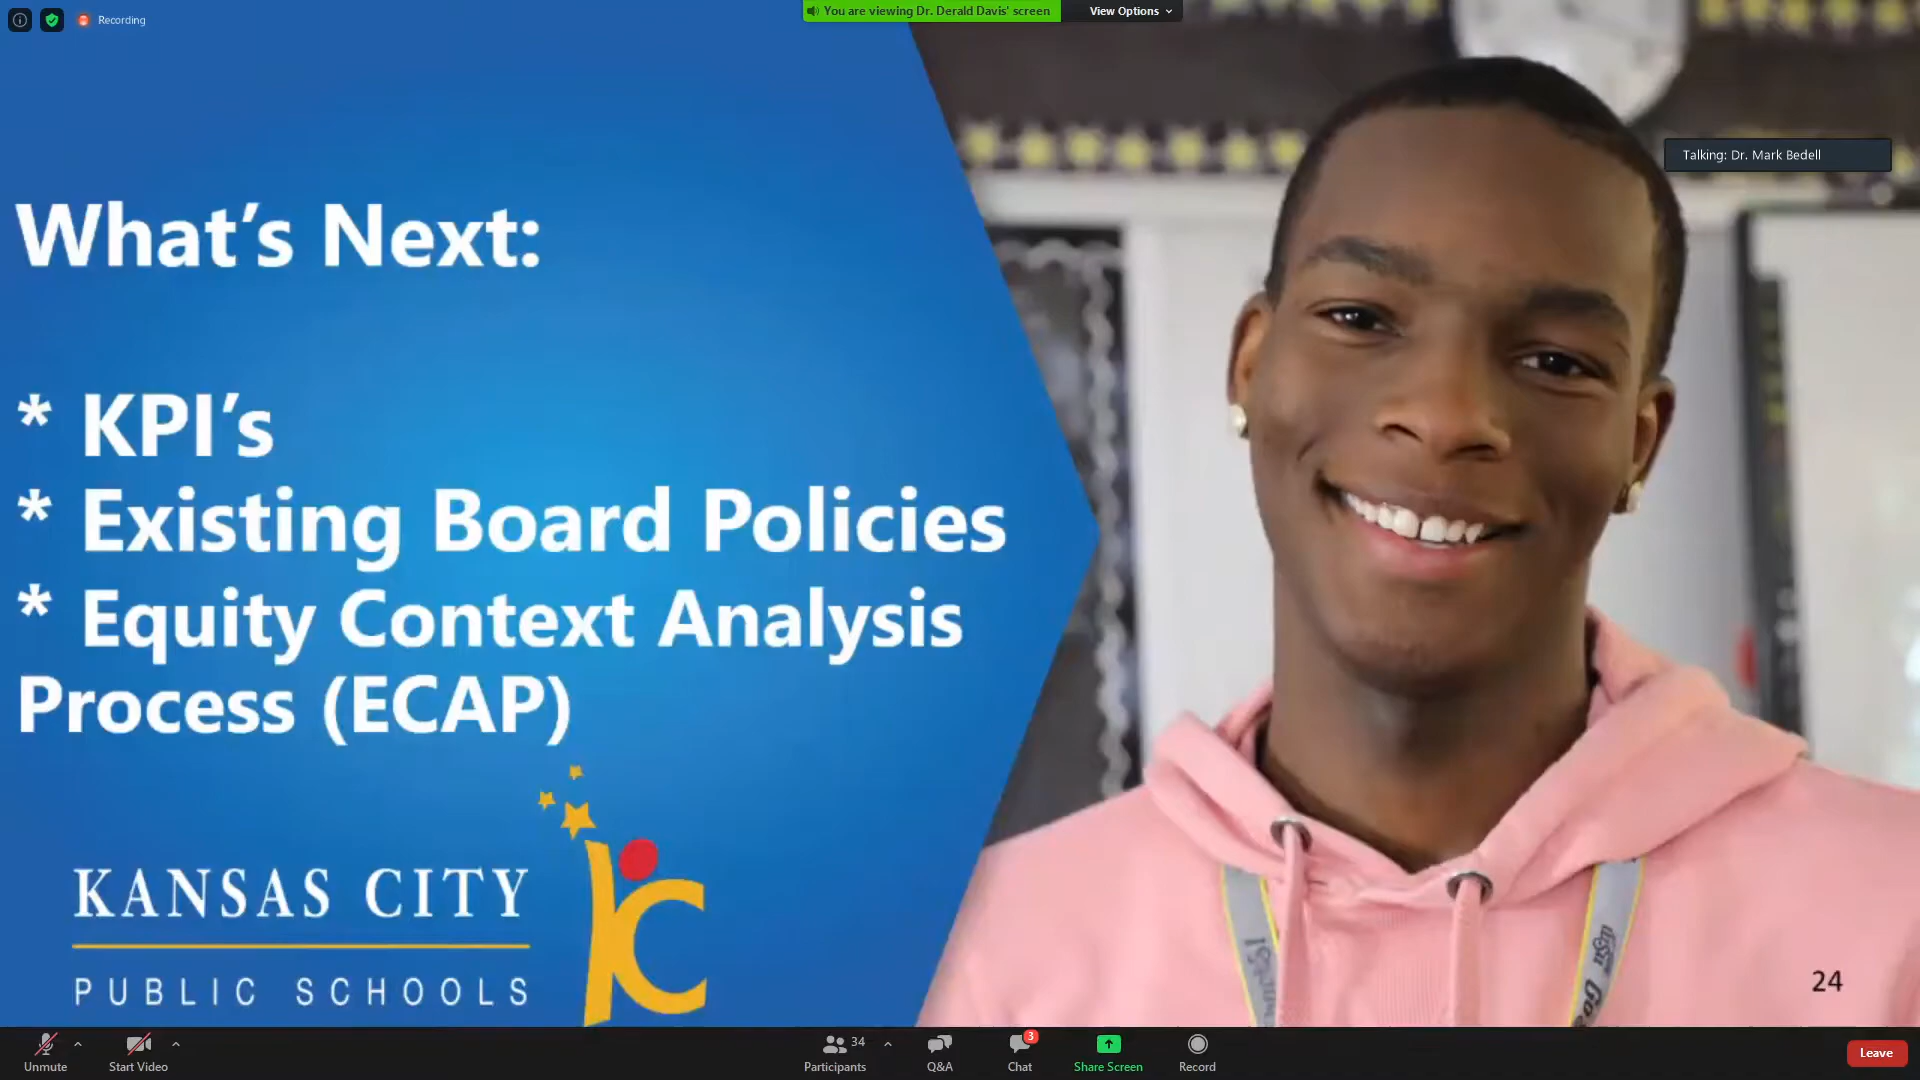 Recording
You are viewing Dr. Derald Davis' screen
View Options
Talking: Dr. Mark Bedell
What's Next:
* KPI's
* Existing Board Policies
* Equity Context Analysis
Process (ECAP)
KANSAS CITY
PUBLIC SCHOOLS
KC
24
Unmute
Start Video
34
Participants
Q&A
3
Chat
Share Screen
Record
Leave